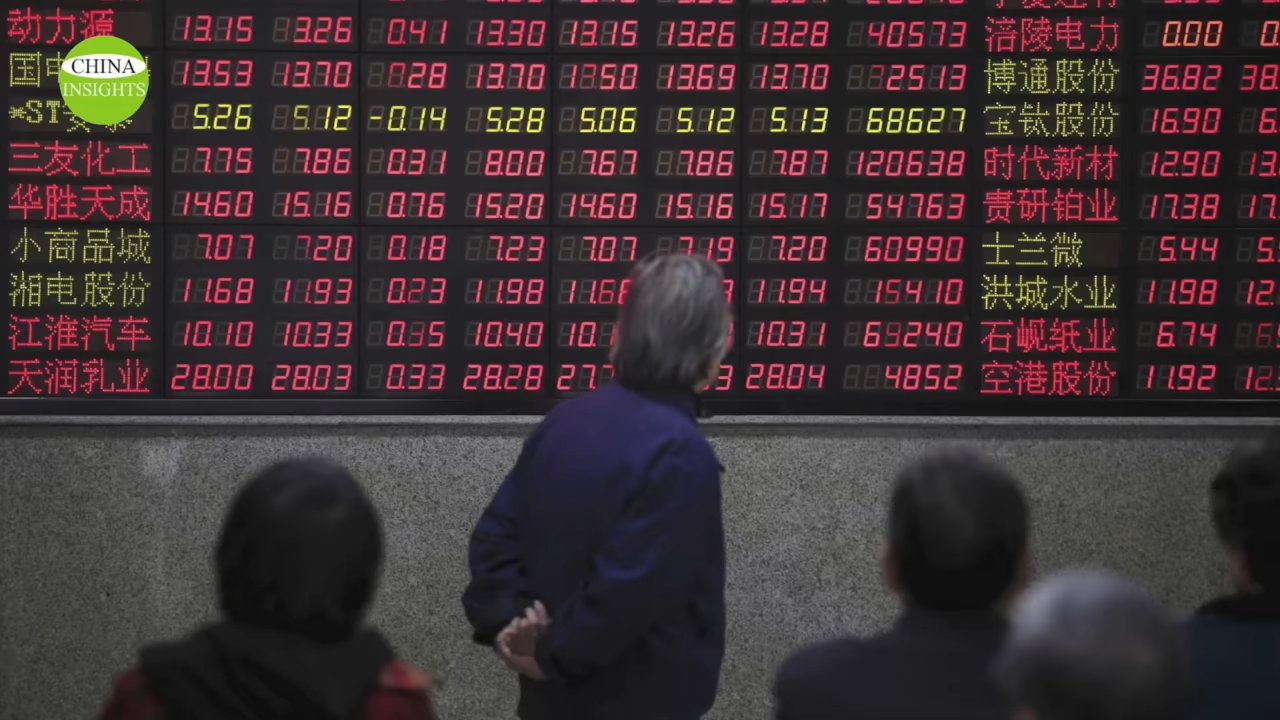 动力源 13.15 13.26 0.41 13.30 13.15 13.26 13.28 40573 涪陵电力 0.00
CHINA
INSIGHTS
国电 13.53 13.70 0.28 13.70 13.50 13.69 13.70 2513 博通股份 36.82
*ST安泰 5.26 5.12 -0.14 5.28 5.06 5.12 5.13 68627 宝钛股份 16.90
三友化工 7.75 7.86 0.31 8.00 7.67 7.86 7.87 120638 时代新材 12.90
华胜天成 14.60 15.16 0.76 15.20 14.60 15.16 15.17 54763 贵研铂业 17.38
小商品城 7.07 7.20 0.18 7.23 7.07 7.19 7.20 60990 士兰微 5.44
湘电股份 11.68 11.93 0.23 11.98 11.94 15410 洪城水业 11.98
江淮汽车 10.10 10.33 0.35 10.40 10.31 69240 石岘纸业 6.74
天润乳业 28.00 28.03 0.33 28.28 28.04 4852 空港股份 11.92